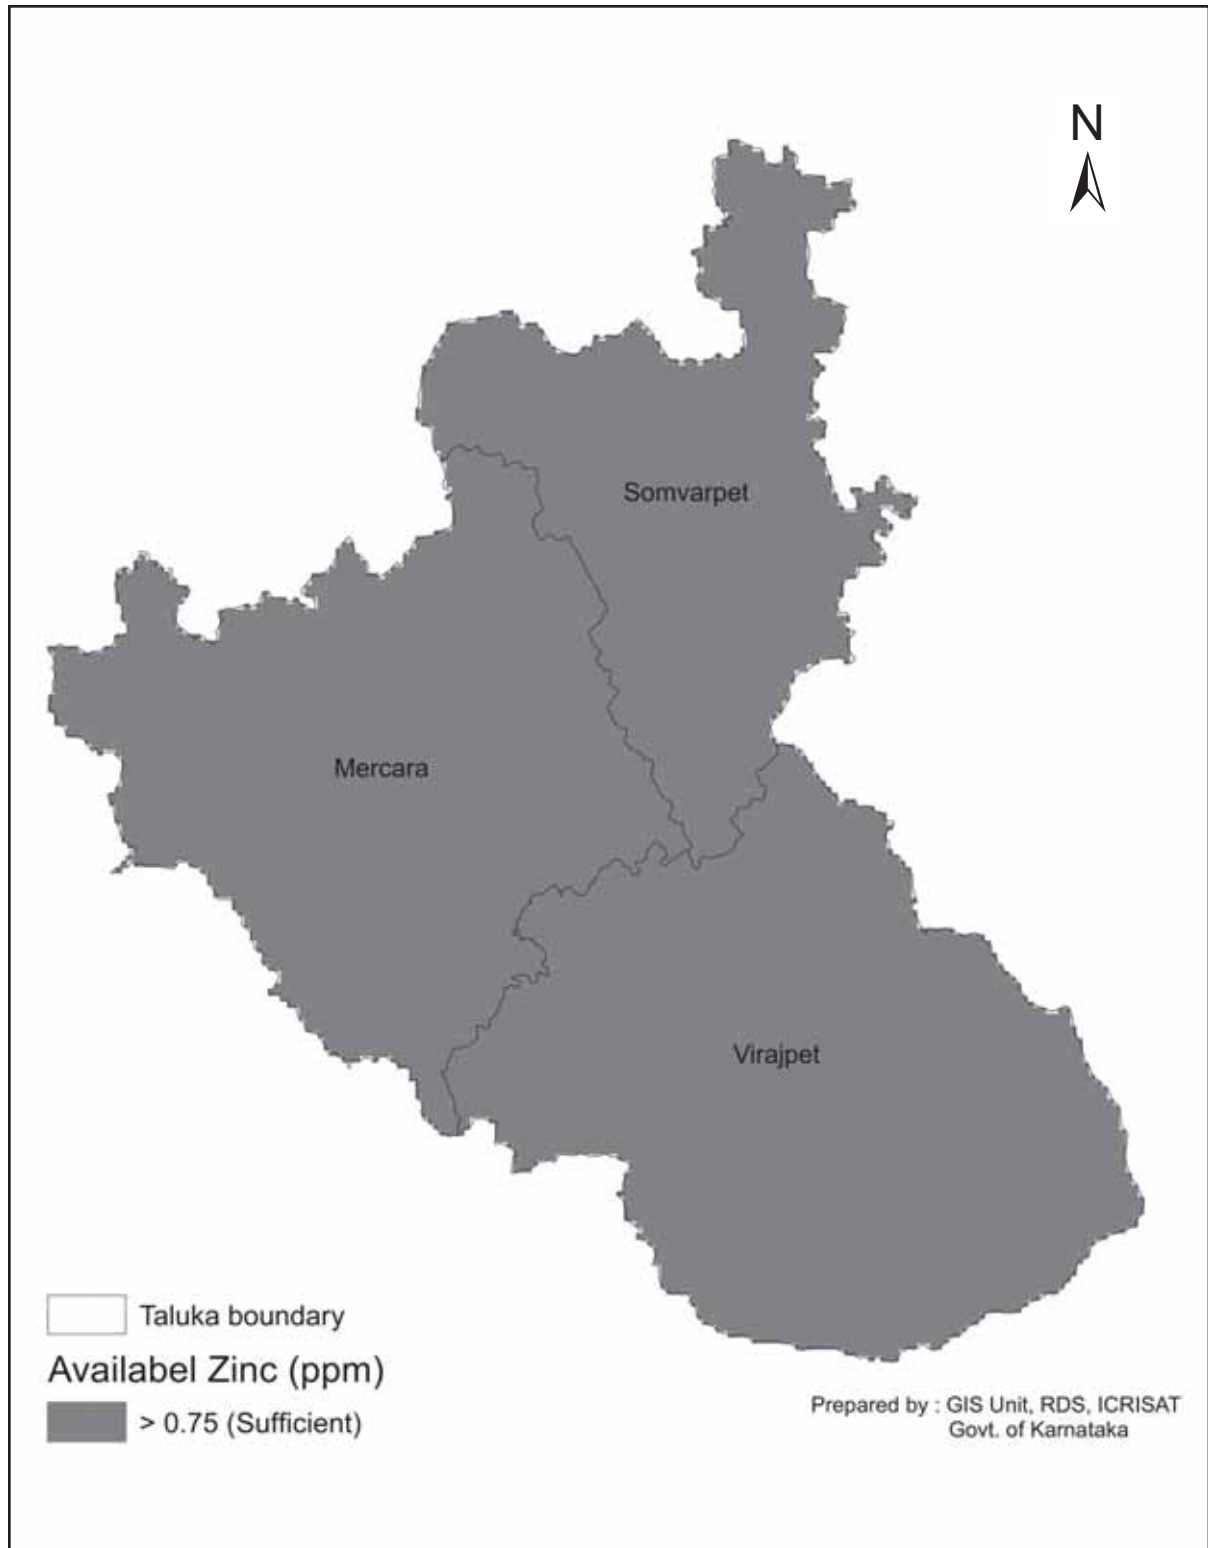 N
Somvarpet
Mercara
Virajpet
Taluka boundary
Availabel Zinc (ppm)
> 0.75 (Sufficient)
Prepared by : GIS Unit, RDS, ICRISAT
Govt. of Karnataka